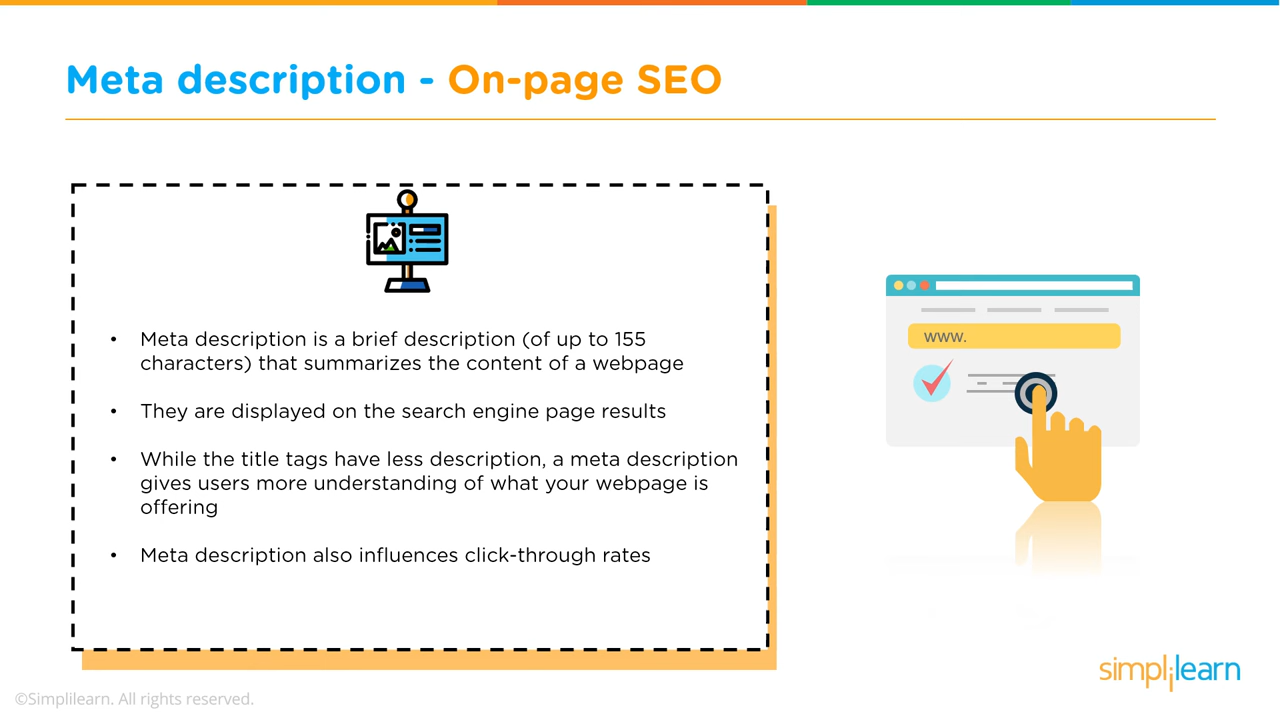 Meta description - On-page SEO
• Meta description is a brief description (of up to 155
characters) that summarizes the content of a webpage
• They are displayed on the search engine page results
• While the title tags have less description, a meta description
gives users more understanding of what your webpage is
offering
• Meta description also influences click-through rates
www.
simplilearn
©Simplilearn. All rights reserved.